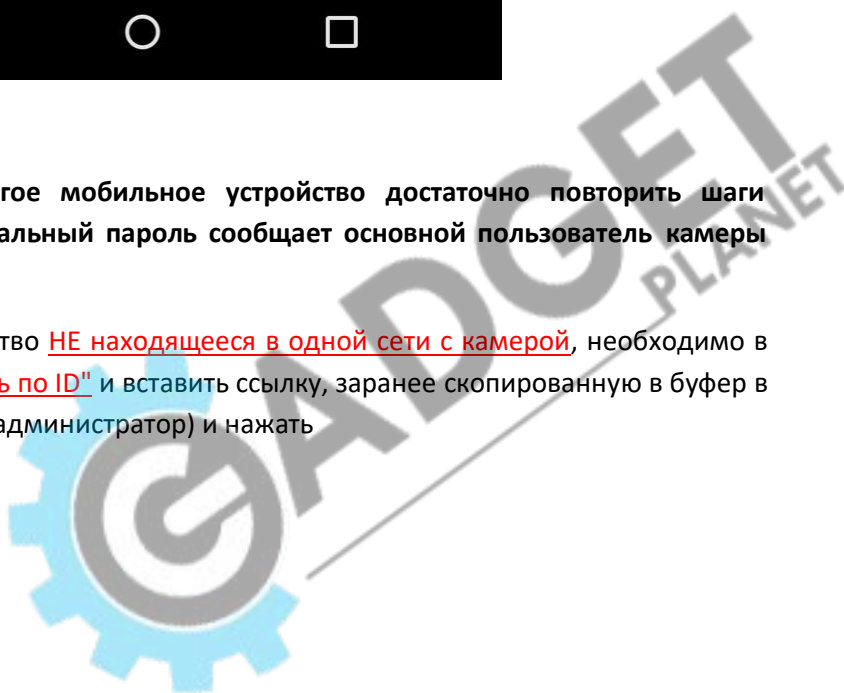 гое мобильное устройство достаточно повторить шаги
альный пароль сообщает основной пользователь камеры
тво НЕ находящееся в одной сети с камерой, необходимо в
ь по ID" и вставить ссылку, заранее скопированную в буфер в
администратор) и нажать
GADGET
PLANET